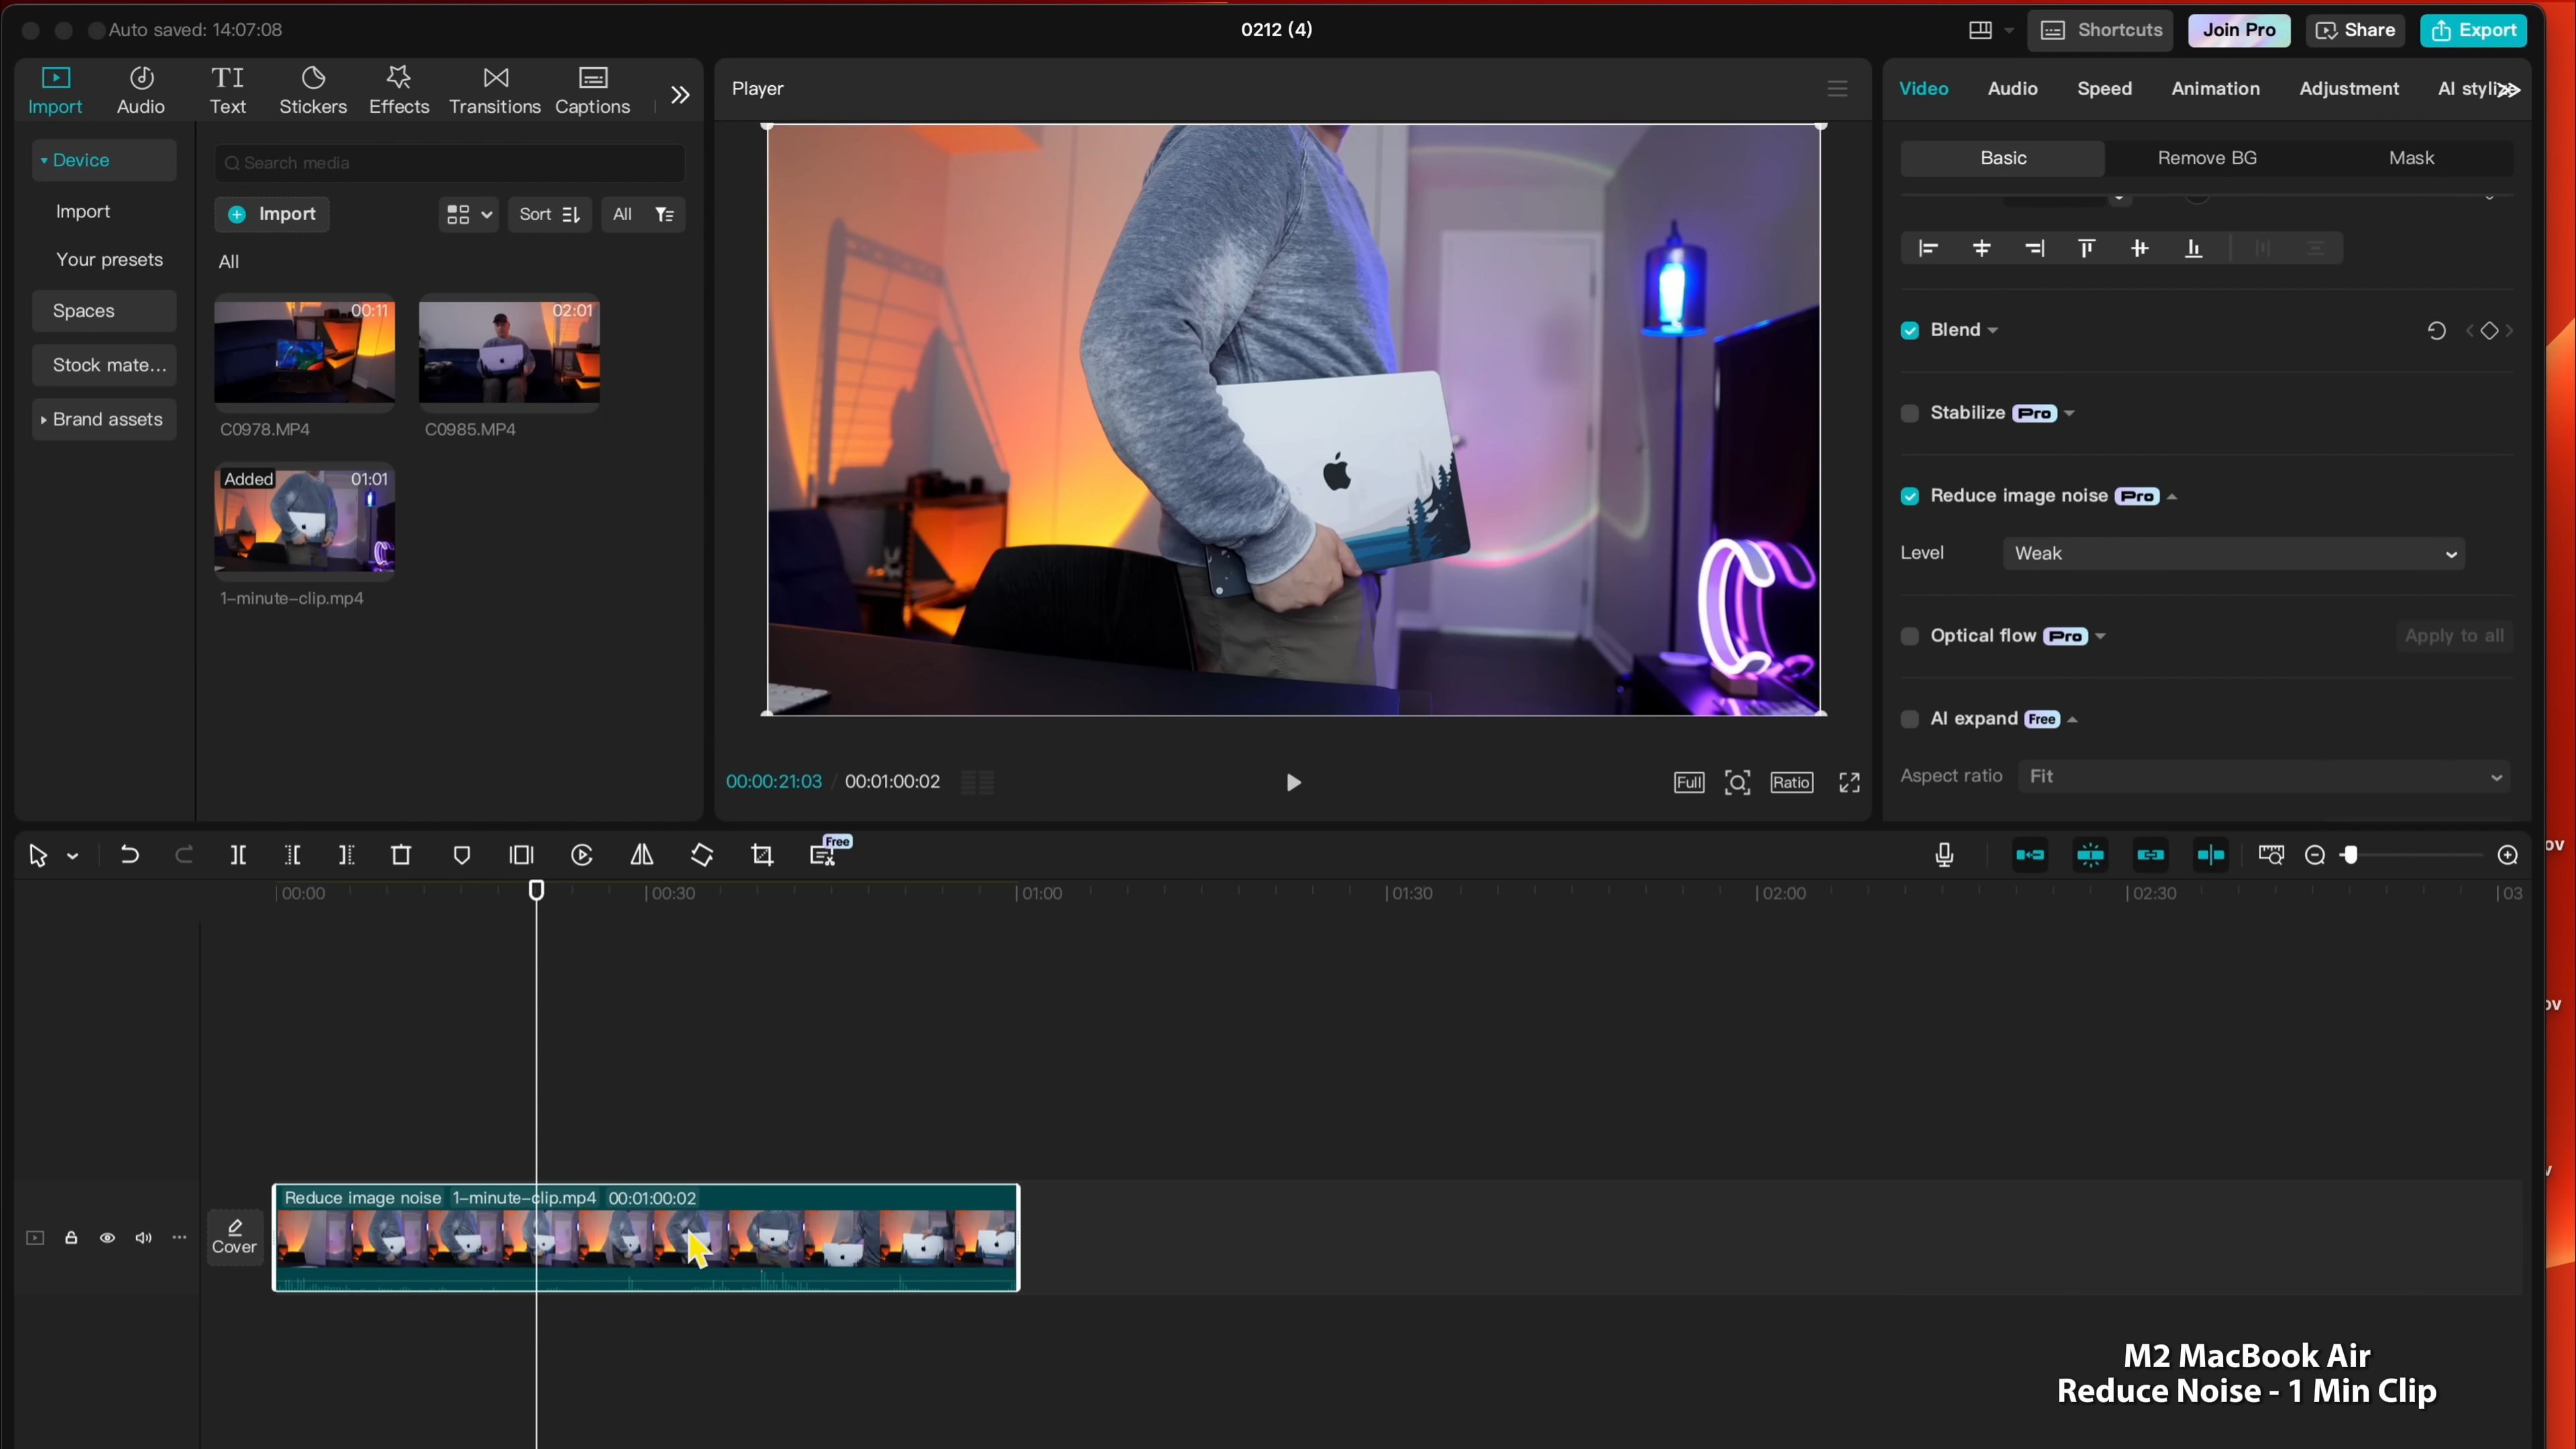 Auto saved: 14:07:08
0212 (4)
Shortcuts
Join Pro
Share
Export
Import
Audio
Text
Stickers
Effects
Transitions
Captions
Device
Import
Your presets
Spaces
Stock mate...
Brand assets
Search media
Import
Sort
All
All
00:11
C0978.MP4
02:01
C0985.MP4
Added
01:01
1-minute-clip.mp4
Player
00:00:21:03 / 00:01:00:02
Full
Ratio
Video
Audio
Speed
Animation
Adjustment
Basic
Remove BG
Mask
Blend
Stabilize Pro
Reduce image noise Pro
Level
Weak
Optical flow Pro
Apply to all
AI expand Free
Aspect ratio
Fit
Free
00:00
00:30
01:00
01:30
02:00
02:30
03
Cover
Reduce image noise 1-minute-clip.mp4 00:01:00:02
M2 MacBook Air
Reduce Noise - 1 Min Clip